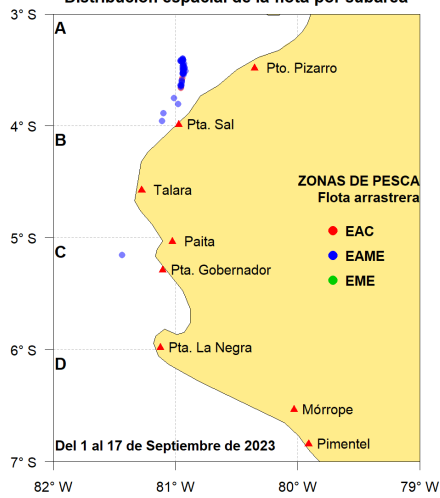 Distribución espacial de la flota por subárea
3° S
A
Pto. Pizarro
4° S
B
Pta. Sal
ZONAS DE PESCA
Flota arrastrera
Talara
EAC
5° S
C
Paita
EAME
Pta. Gobernador
EME
6° S
D
Pta. La Negra
Mórrope
Del 1 al 17 de Septiembre de 2023
Pimentel
7° S
82° W
81° W
80° W
79° W